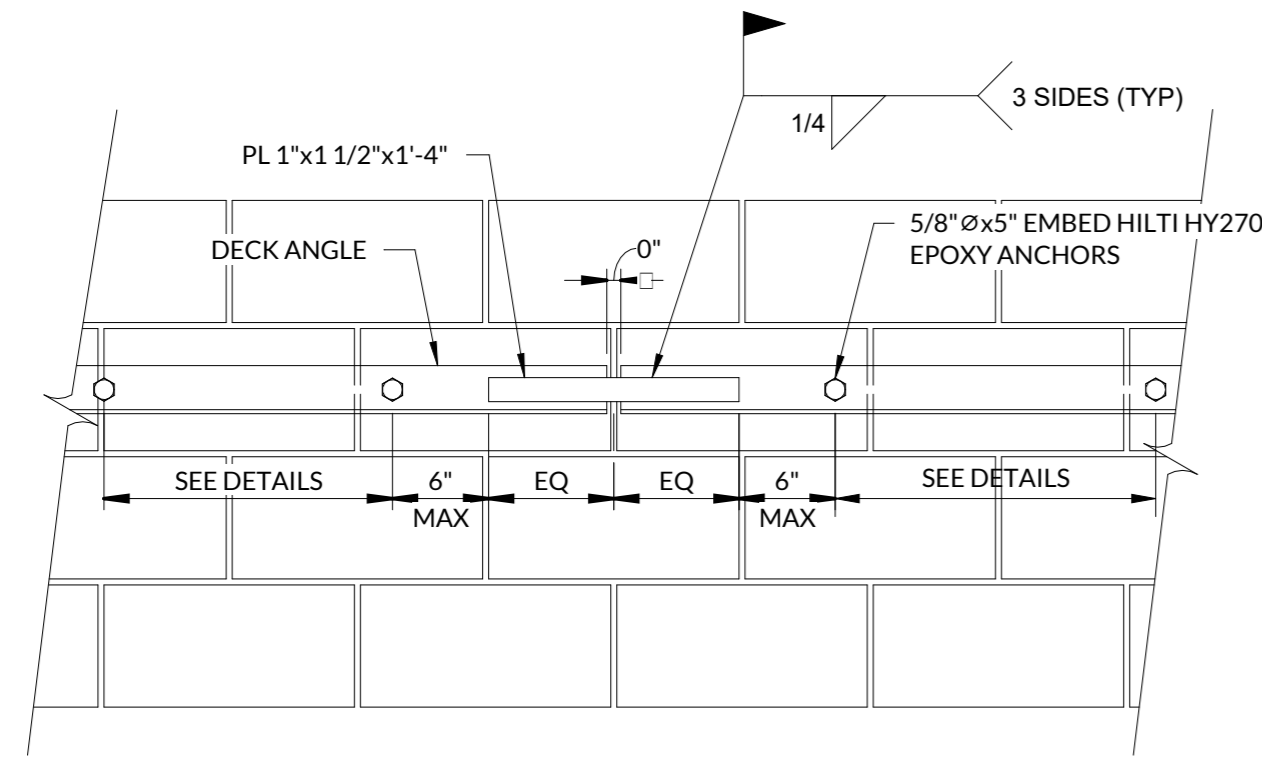 3 SIDES (TYP)
1/4
PL 1"x1 1/2"x1'-4"
5/8"Øx5" EMBED HILTI HY270
EPOXY ANCHORS
DECK ANGLE
0"
SEE DETAILS
6"
MAX
EQ
EQ
6"
MAX
SEE DETAILS